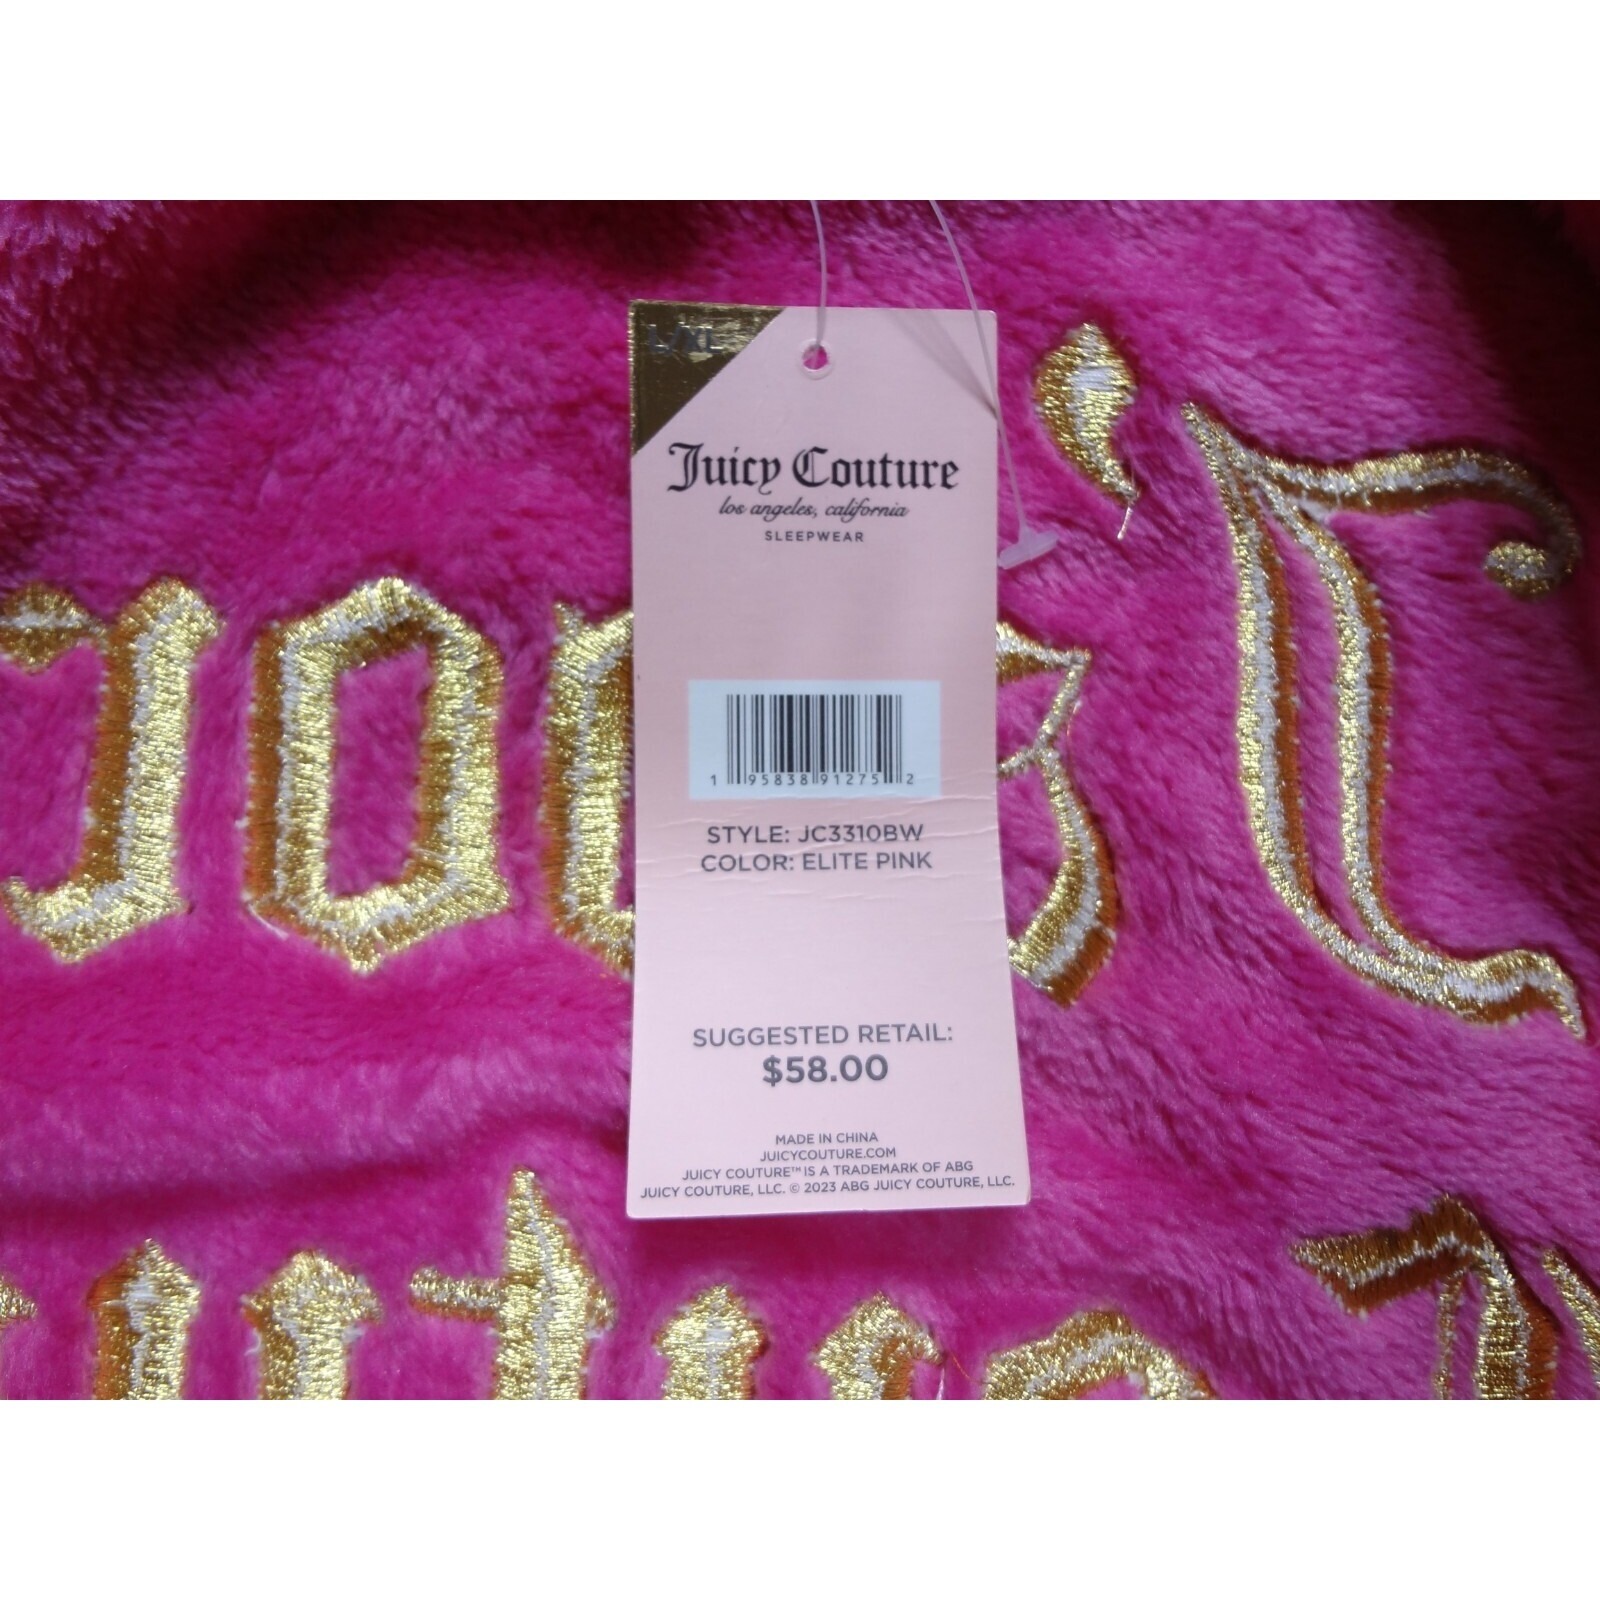 L/XL
Juicy Couture
los angeles, california
SLEEPWEAR
1 95838 91275 2
STYLE: JC3310BW
COLOR: ELITE PINK
SUGGESTED RETAIL:
$58.00
MADE IN CHINA
JUICYCOUTURE.COM
JUICY COUTURE™ IS A TRADEMARK OF ABG
JUICY COUTURE, LLC. © 2023 ABG JUICY COUTURE, LLC.